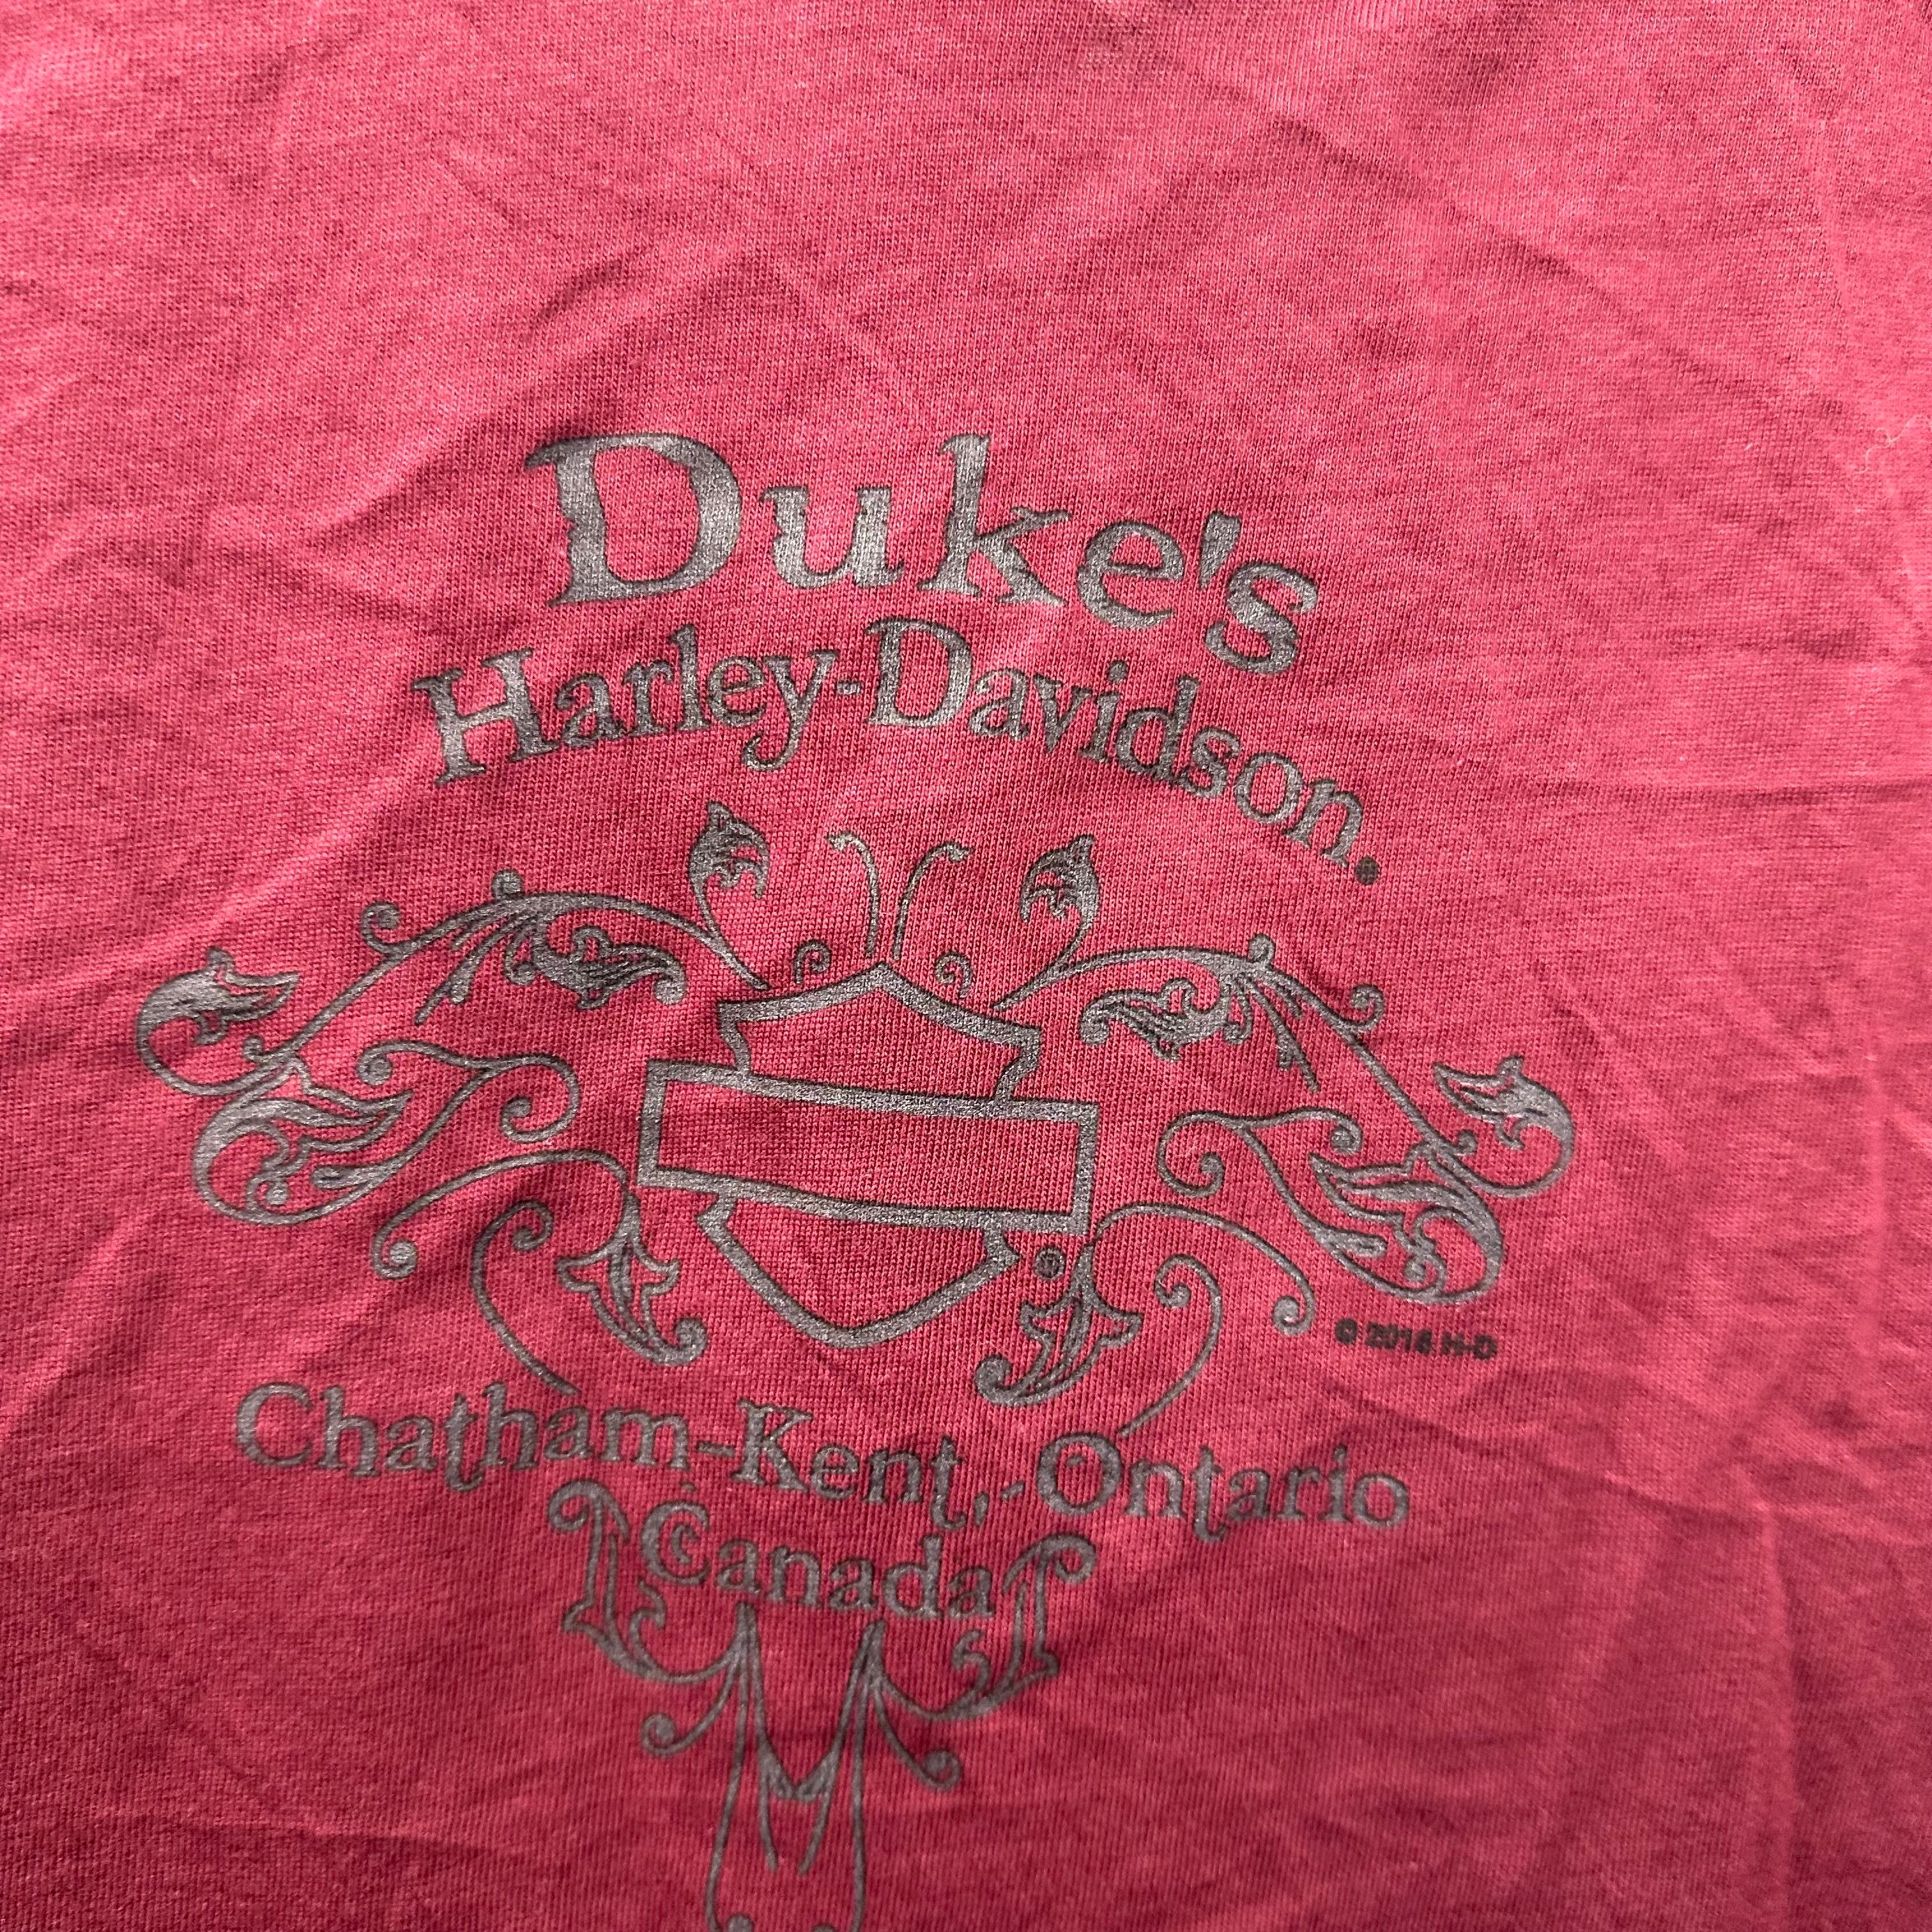 Duke's
Harley-Davidson®
®
© 2016 H-D
Chatham-Kent, Ontario
Canada